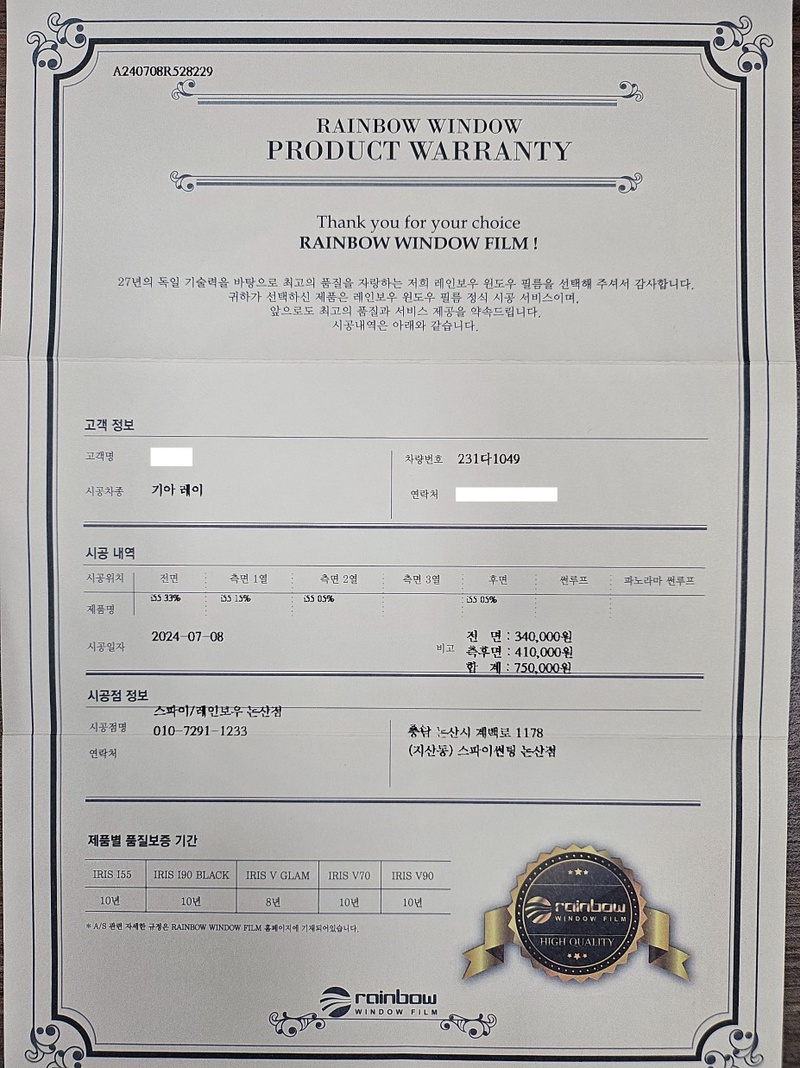 A240708R528229
RAINBOW WINDOW
PRODUCT WARRANTY
Thank you for your choice
RAINBOW WINDOW FILM !
27년의 독일 기술력을 바탕으로 최고의 품질을 자랑하는 저희 레인보우 윈도우 필름을 선택해 주셔서 감사합니다.
귀하가 선택하신 제품은 레인보우 윈도우 필름 정식 시공 서비스이며,
앞으로도 최고의 품질과 서비스 제공을 약속드립니다.
시공내역은 아래와 같습니다.
고객 정보
고객명 차량번호 231다1049
시공차종 기아 레이 연락처
시공 내역
시공위치 전면 측면 1열 측면 2열 측면 3열 후면 썬루프 파노라마 썬루프
제품명 i55 33% i55 15% i55 05% i55 05%
시공일자 2024-07-08 비고 전 면 : 340,000원
측후면 : 410,000원
합 계 : 750,000원
시공점 정보
시공점명 스파이/레인보우 논산점
연락처 010-7291-1233
충남 논산시 계백로 1178
(지산동) 스파이썬팅 논산점
제품별 품질보증 기간
IRIS I55 IRIS I90 BLACK IRIS V GLAM IRIS V70 IRIS V90
10년 10년 8년 10년 10년
* A/S 관련 자세한 규정은 RAINBOW WINDOW FILM 홈페이지에 기재되어있습니다.
rainbow
WINDOW FILM
HIGH QUALITY
rainbow
WINDOW FILM